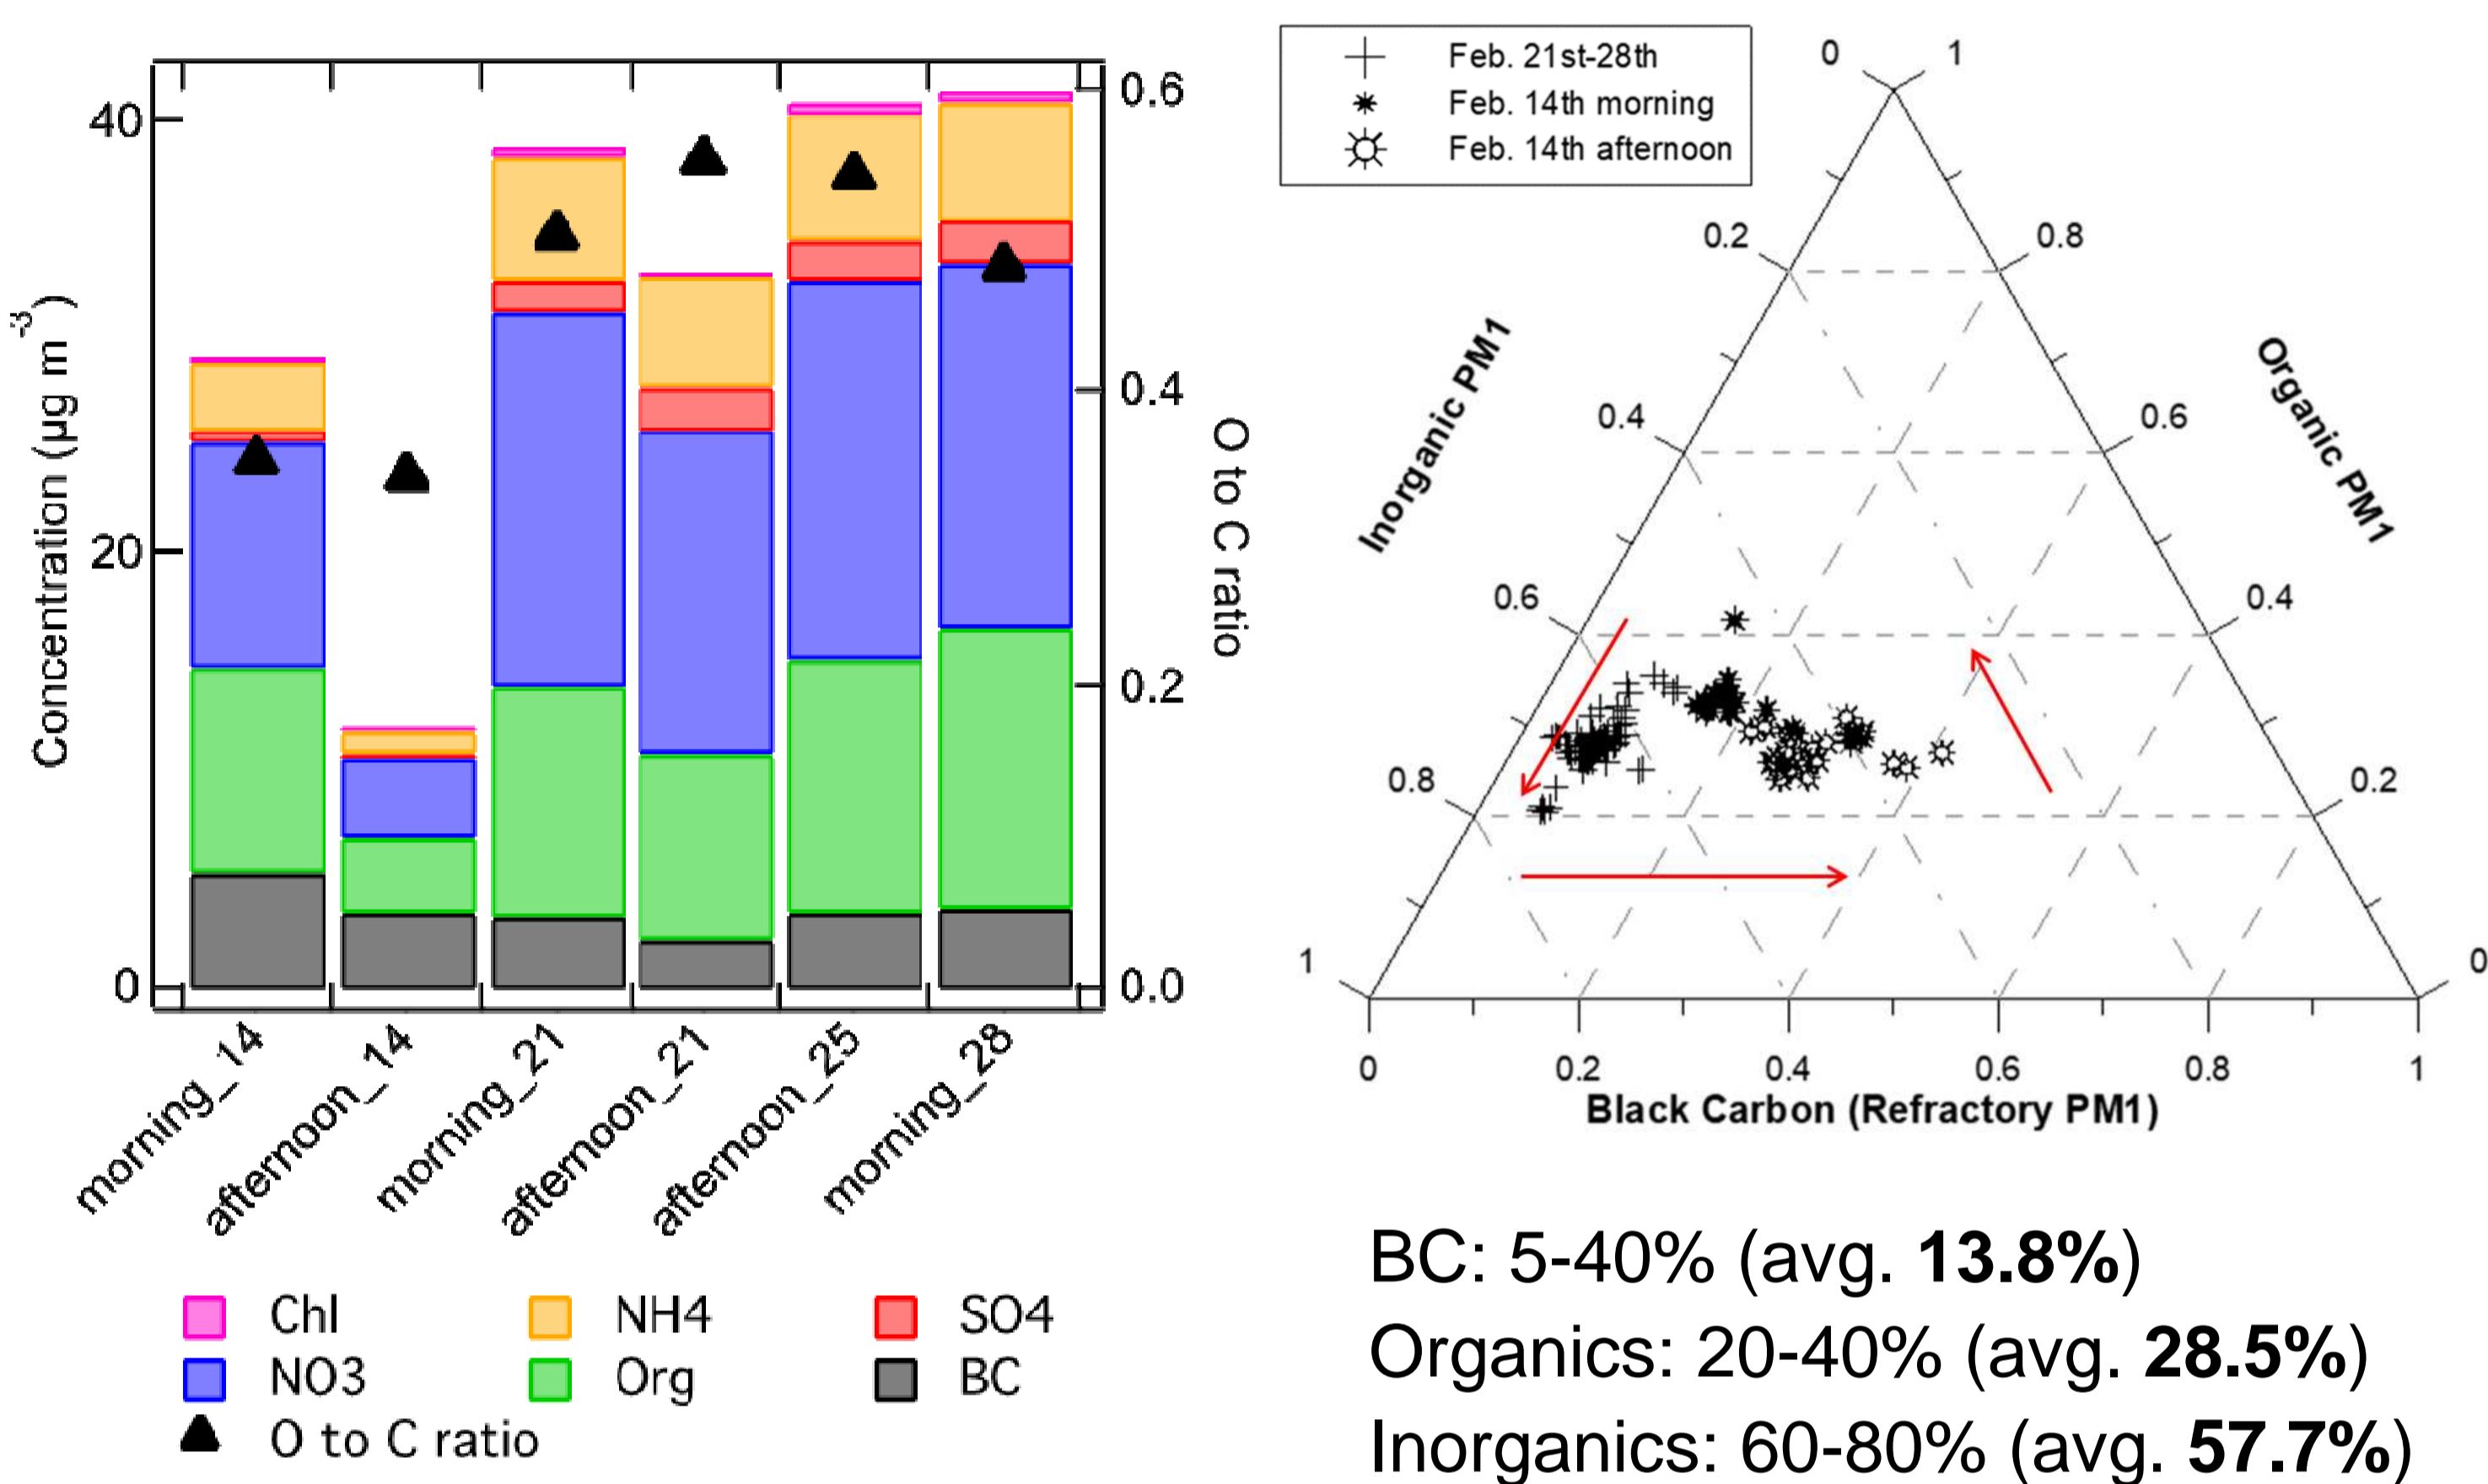 40
20
0
Concentration (µg m⁻³)
0.6
0.4
0.2
0.0
O to C ratio
morning_14
afternoon_14
morning_21
afternoon_21
afternoon_25
morning_28
Chl
NH4
SO4
NO3
Org
BC
O to C ratio
Feb. 21st-28th
Feb. 14th morning
Feb. 14th afternoon
0
1
0.2
0.8
0.4
0.6
0.6
0.4
0.8
0.2
1
0
Inorganic PM1
Organic PM1
0
0.2
0.4
0.6
0.8
1
Black Carbon (Refractory PM1)
BC: 5-40% (avg. 13.8%)
Organics: 20-40% (avg. 28.5%)
Inorganics: 60-80% (avg. 57.7%)